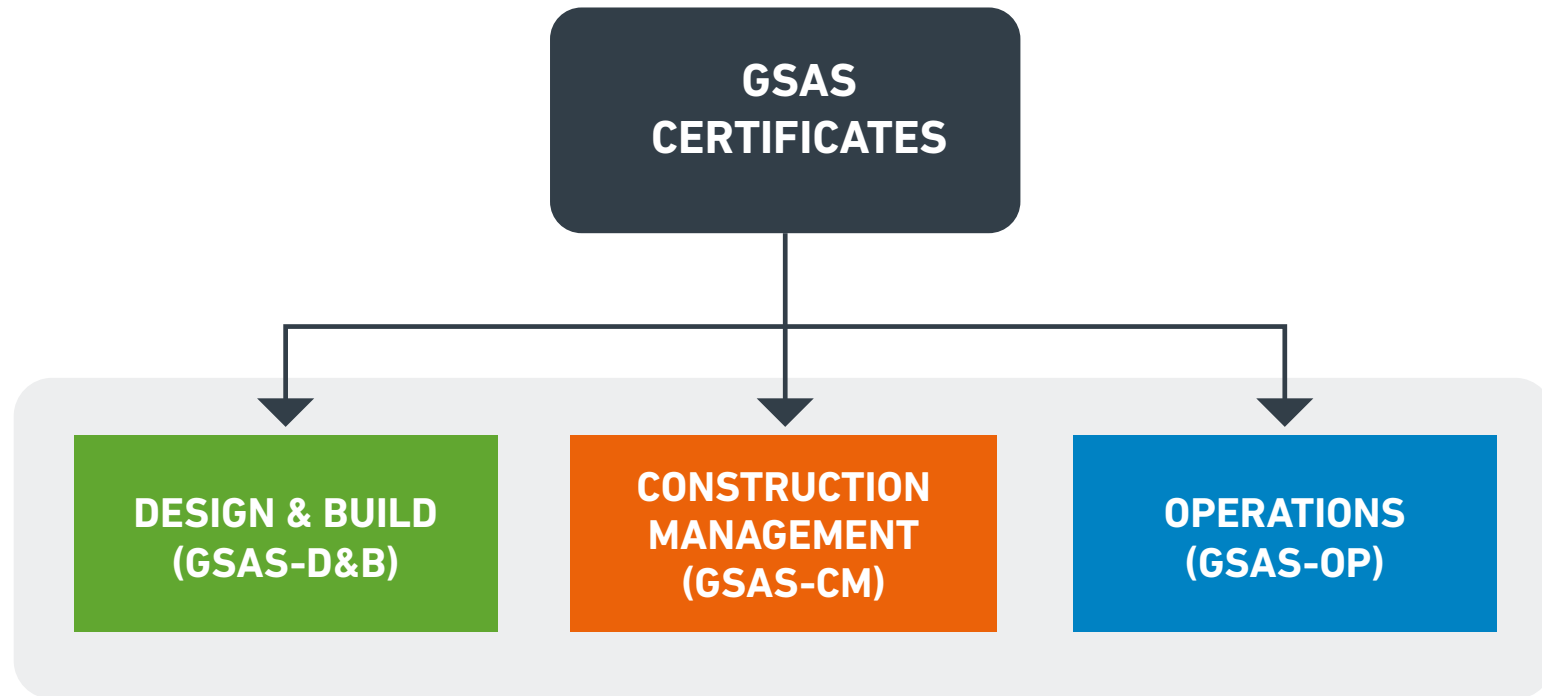 GSAS
CERTIFICATES
DESIGN & BUILD
(GSAS-D&B)
CONSTRUCTION
MANAGEMENT
(GSAS-CM)
OPERATIONS
(GSAS-OP)